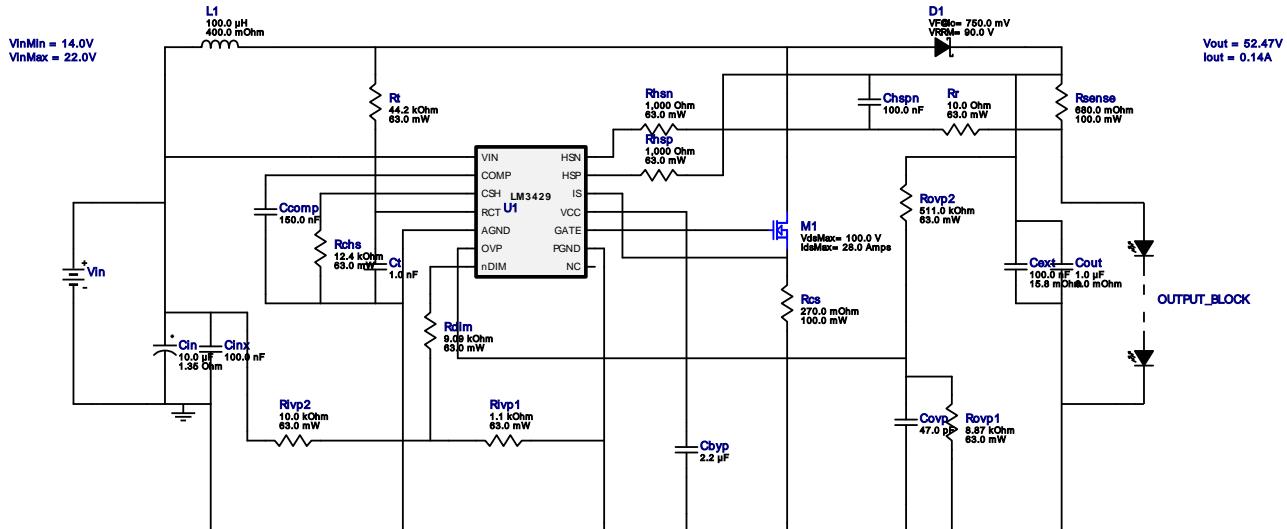 L1
100.0 µH
400.0 mOhm
D1
VRRM= 90.0 V
VinMin = 14.0V
VinMax = 22.0V
Vout = 52.47V
Iout = 0.14A
Rt
44.2 kOhm
63.0 mW
Rhsn
1,000 Ohm
63.0 mW
Chspn
100.0 nF
Rr
10.0 Ohm
63.0 mW
Rsense
680.0 mOhm
100.0 mW
Rhsp
1,000 Ohm
63.0 mW
VIN
COMP
CSH
RCT
AGND
OVP
nDIM
LM3429
U1
HSN
HSP
IS
VCC
GATE
PGND
NC
Ccomp
150.0 nF
Rchs
12.4 kOhm
63.0 mW
Ct
1.0 nF
Rovp2
511.0 kOhm
63.0 mW
M1
VdsMax= 100.0 V
IdsMax= 28.0 Amps
Vin
+
-
Rcs
270.0 mOhm
100.0 mW
Cext
100.0 nF
Cout
1.0 µF
OUTPUT_BLOCK
Rdim
9.09 kOhm
63.0 mW
Cin
10.0 µF
1.35 Ohm
Cinx
100.0 nF
Rivp2
10.0 kOhm
63.0 mW
Rivp1
1.1 kOhm
63.0 mW
Cbyp
2.2 µF
Covp
47.0 pF
Rovp1
8.87 kOhm
63.0 mW